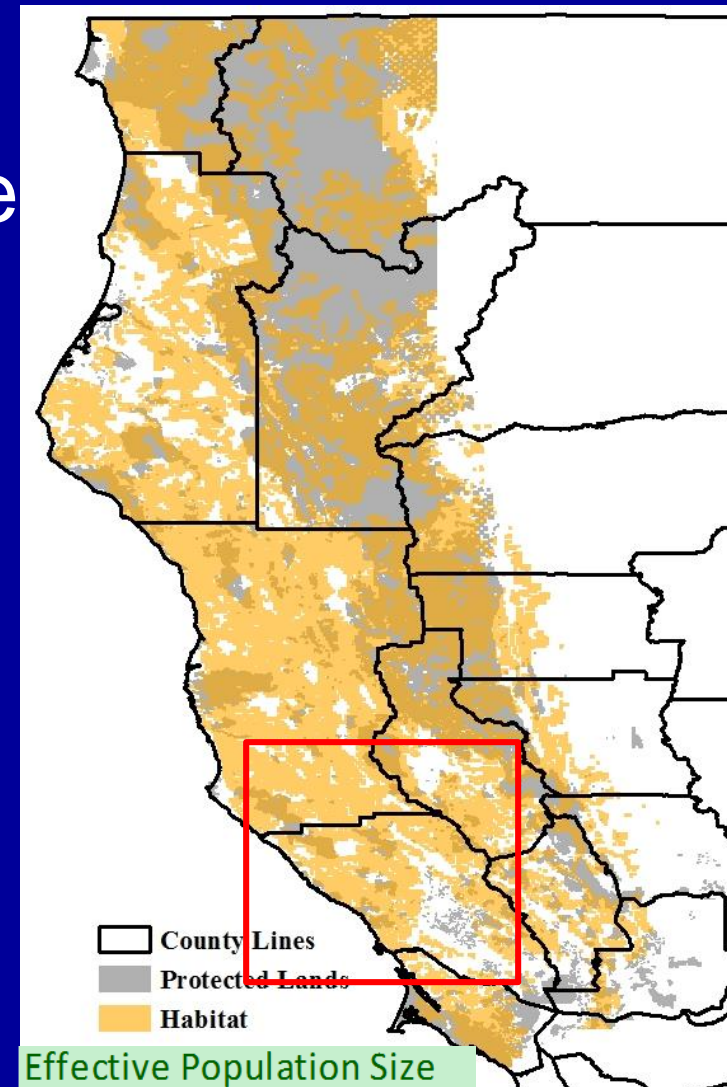 e
County Lines
Protected Lands
Habitat
Effective Population Size